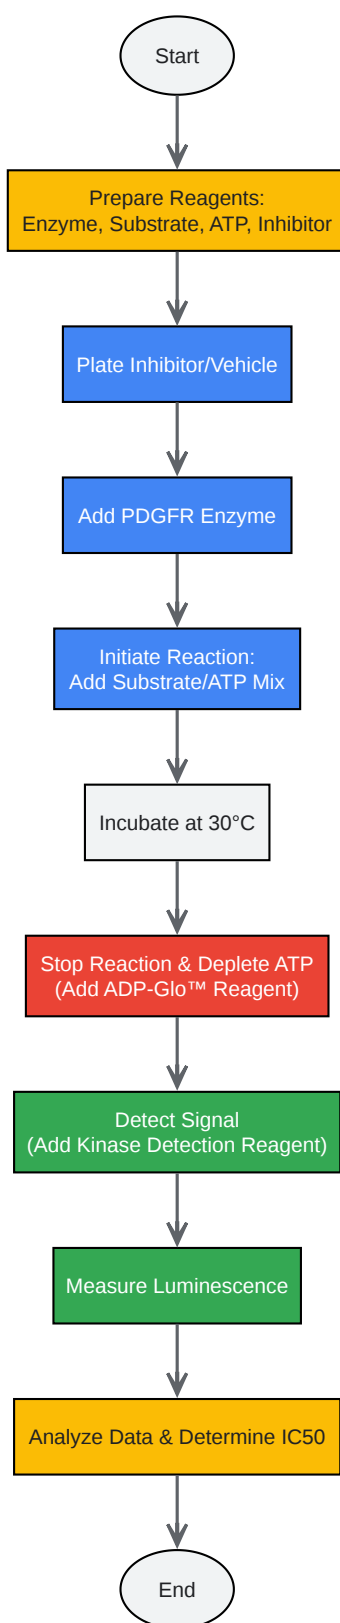 Start
Prepare Reagents:
Enzyme, Substrate, ATP, Inhibitor
Plate Inhibitor/Vehicle
Add PDGFR Enzyme
Initiate Reaction:
Add Substrate/ATP Mix
Incubate at 30°C
Stop Reaction & Deplete ATP
(Add ADP-Glo™ Reagent)
Detect Signal
(Add Kinase Detection Reagent)
Measure Luminescence
Analyze Data & Determine IC50
End